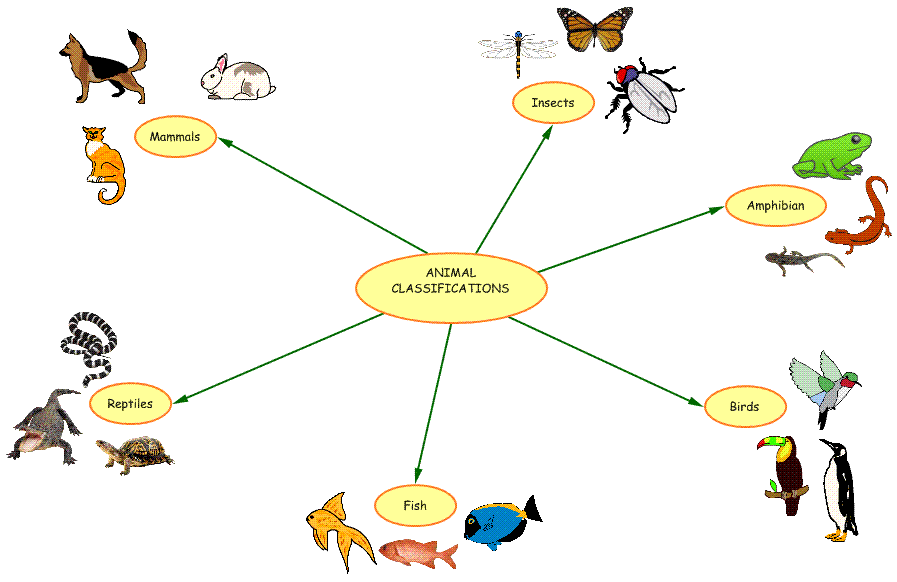 Insects
Mammals
Amphibian
ANIMAL
CLASSIFICATIONS
Reptiles
Birds
Fish